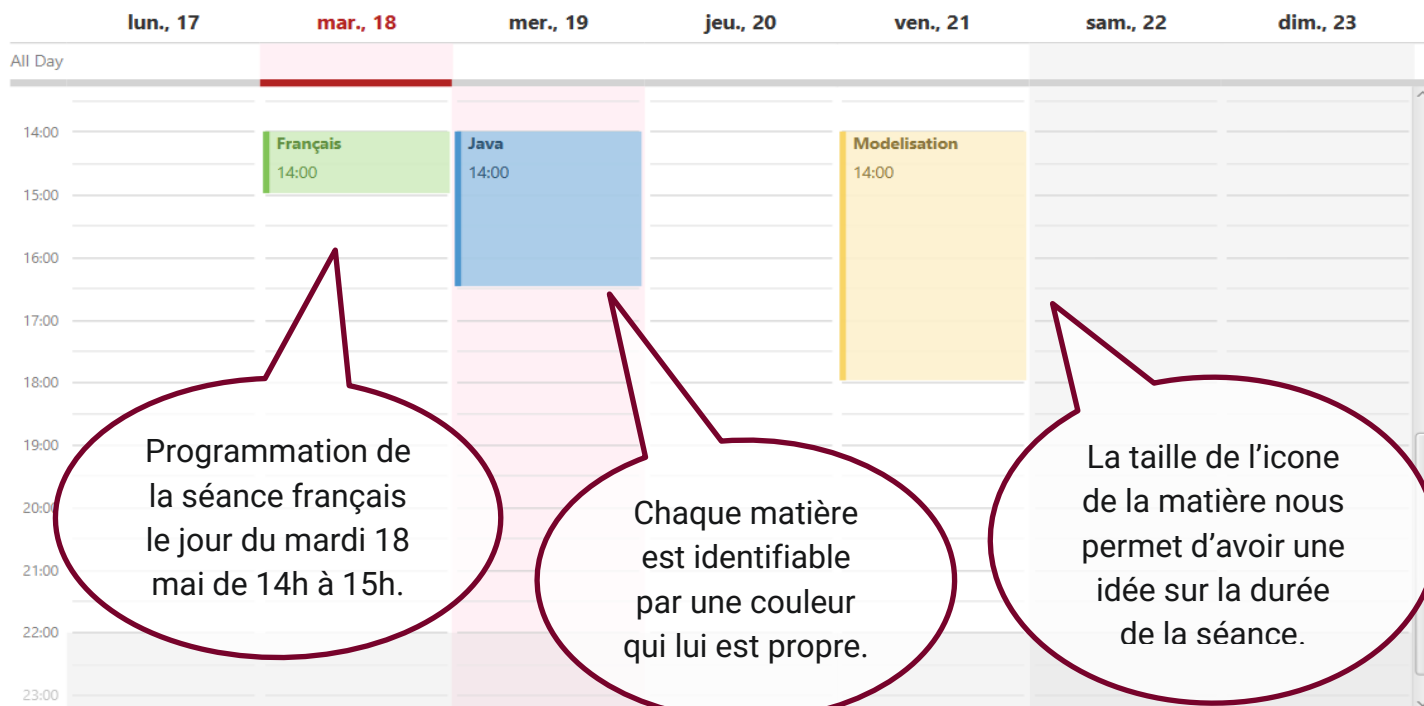 lun., 17 mar., 18 mer., 19 jeu., 20 ven., 21 sam., 22 dim., 23
All Day
14:00
15:00
16:00
17:00
18:00
19:00
20:00
21:00
22:00
23:00
Français
14:00
Java
14:00
Modelisation
14:00
Programmation de
la séance français
le jour du mardi 18
mai de 14h à 15h.
Chaque matière
est identifiable
par une couleur
qui lui est propre.
La taille de l’icone
de la matière nous
permet d’avoir une
idée sur la durée
de la séance.